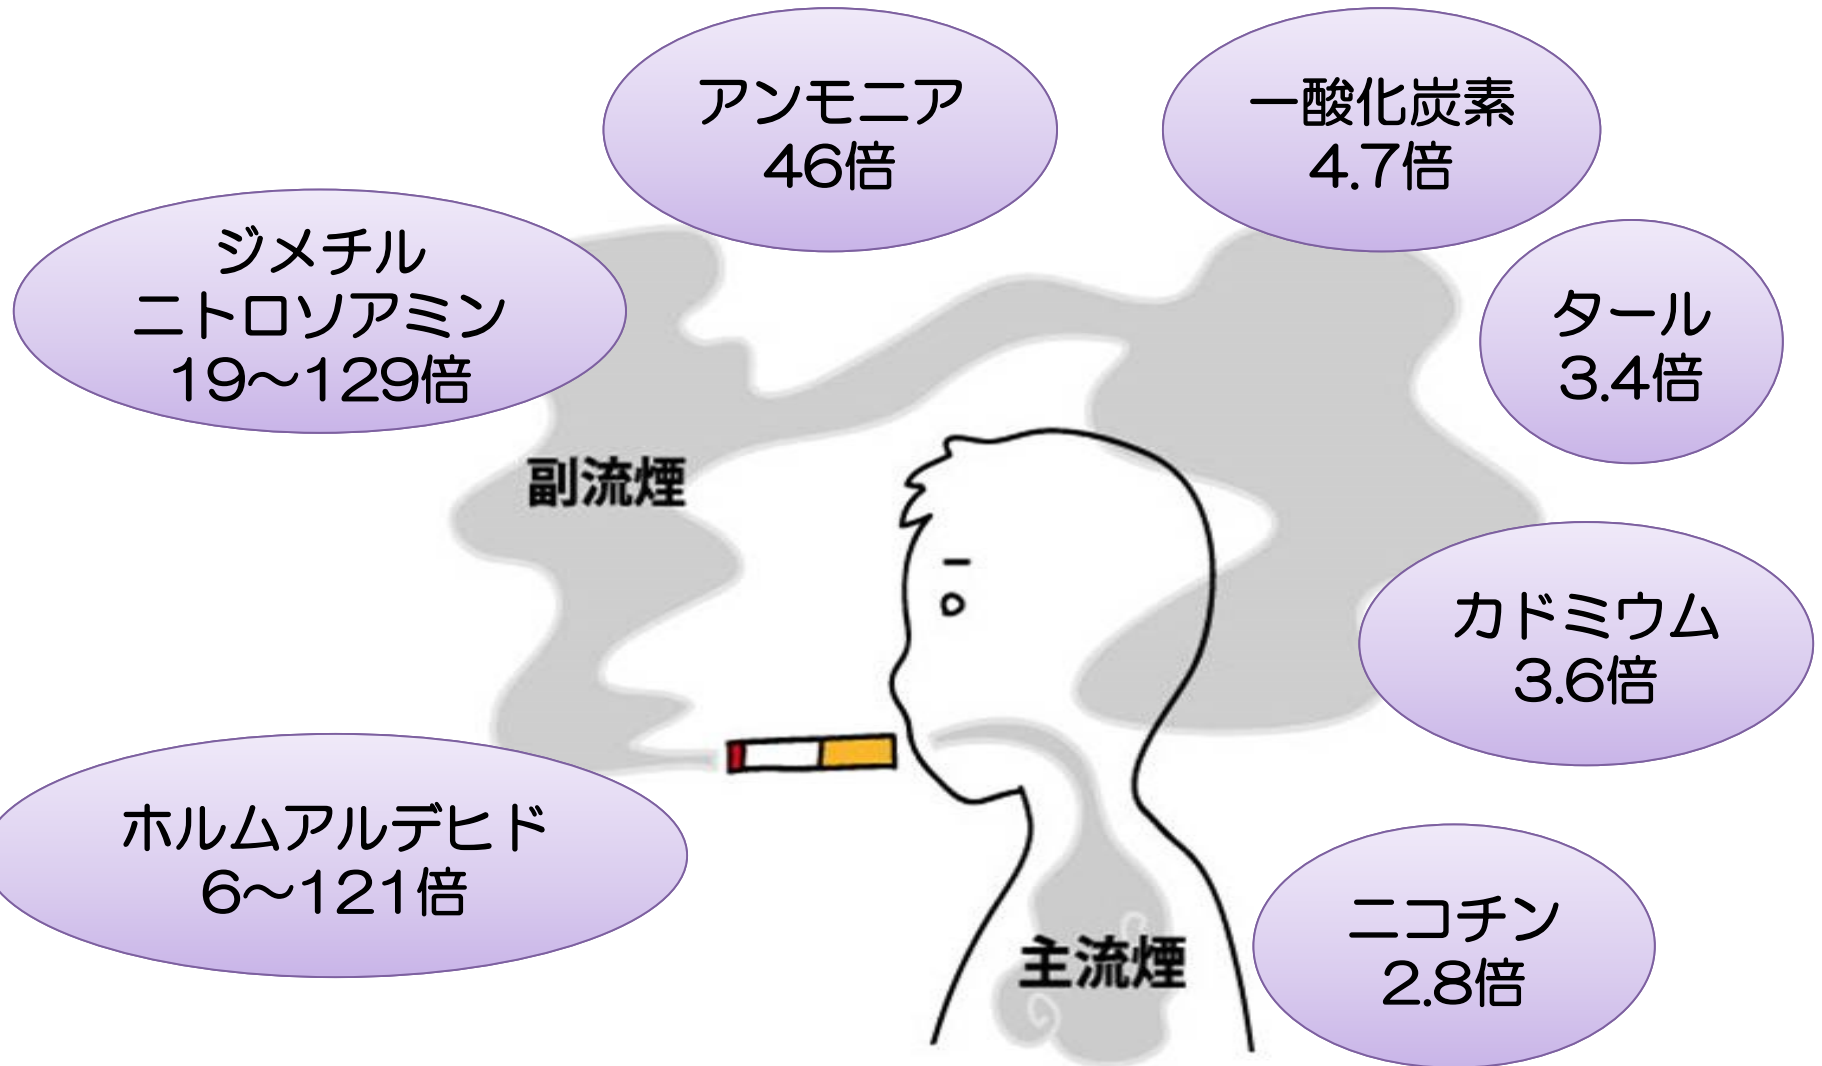 アンモニア
46倍
一酸化炭素
4.7倍
ジメチル
ニトロソアミン
19〜129倍
タール
3.4倍
副流煙
カドミウム
3.6倍
ホルムアルデヒド
6〜121倍
ニコチン
2.8倍
主流煙